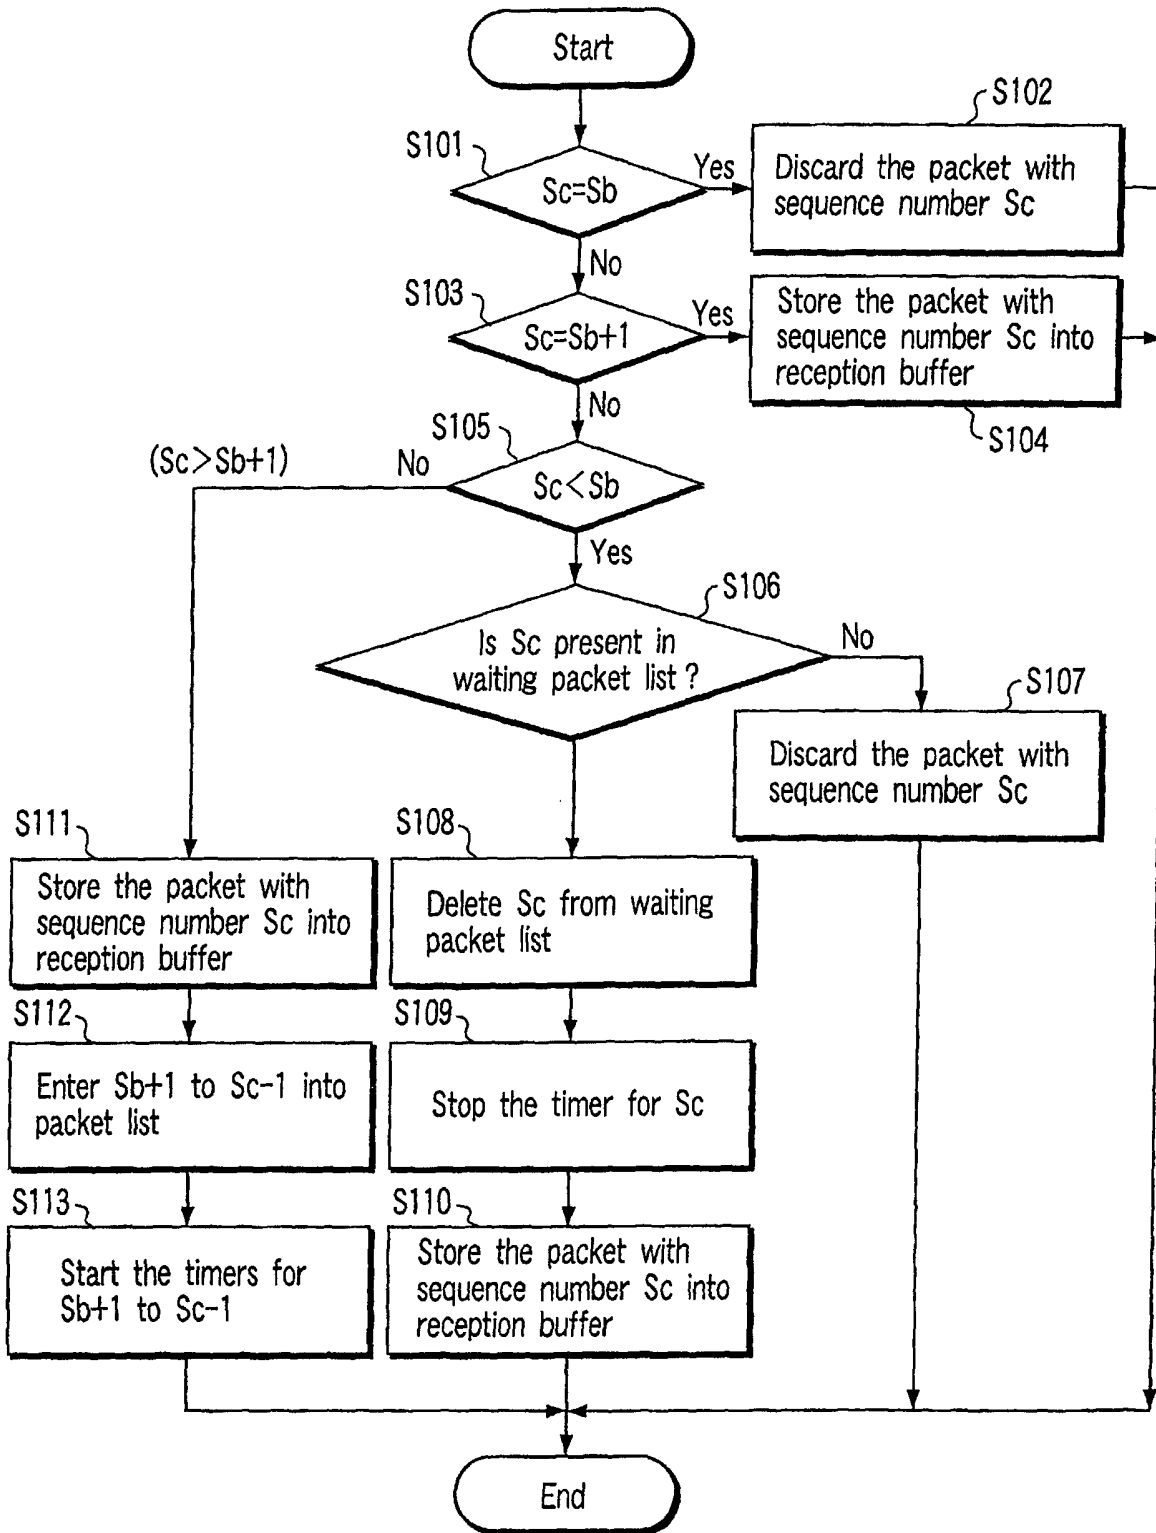 Start
S102
S101
Sc=Sb
Yes
Discard the packet with
sequence number Sc
No
S103
Sc=Sb+1
Yes
Store the packet with
sequence number Sc into
reception buffer
No
S104
S105
(Sc>Sb+1)
No
Sc<Sb
Yes
S106
Is Sc present in
waiting packet list?
No
S107
Discard the packet with
sequence number Sc
S111
Store the packet with
sequence number Sc into
reception buffer
S108
Delete Sc from waiting
packet list
S112
Enter Sb+1 to Sc-1 into
packet list
S109
Stop the timer for Sc
S113
Start the timers for
Sb+1 to Sc-1
S110
Store the packet with
sequence number Sc into
reception buffer
End